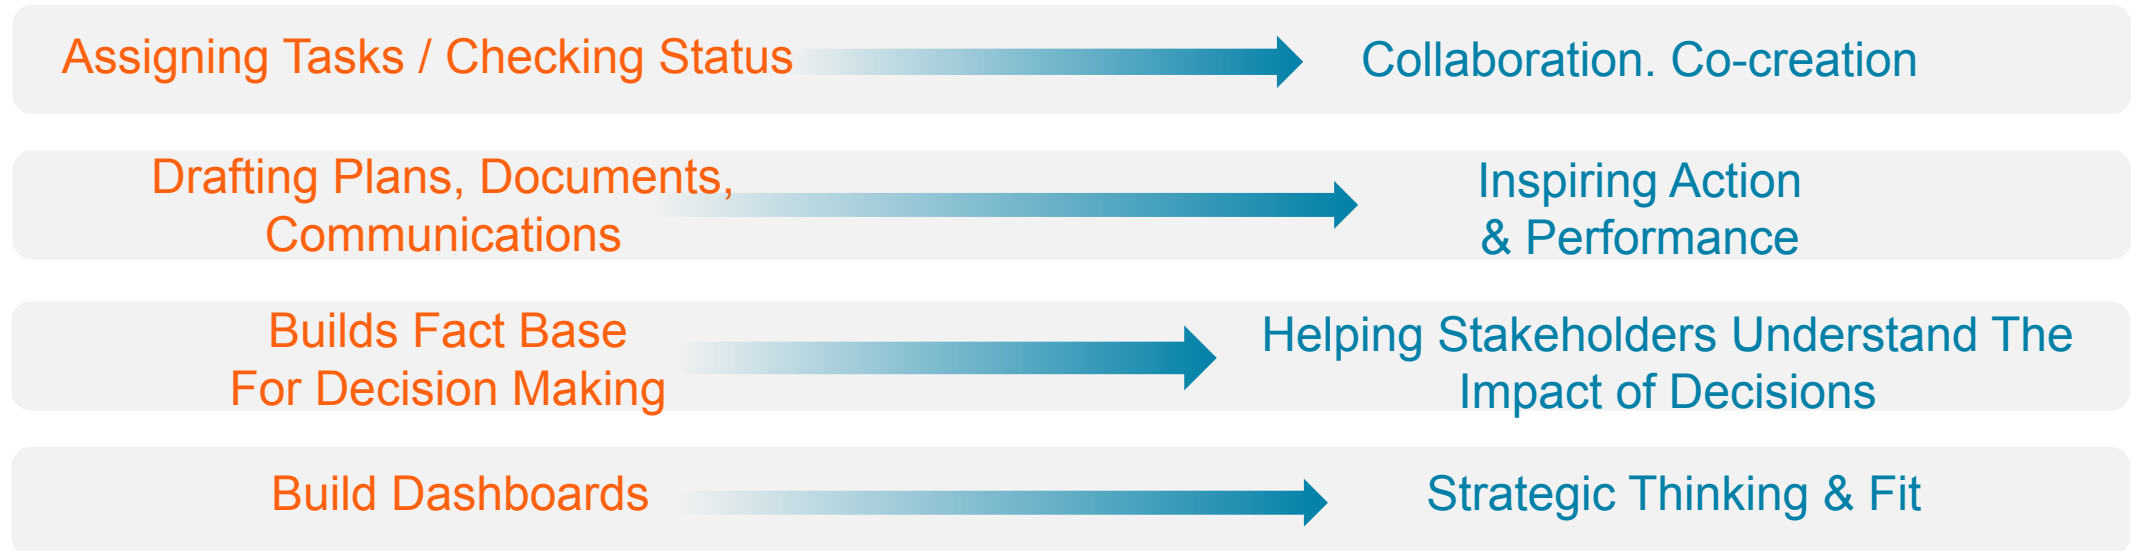 Assigning Tasks / Checking Status
Collaboration. Co-creation
Drafting Plans, Documents,
Communications
Inspiring Action
& Performance
Builds Fact Base
For Decision Making
Helping Stakeholders Understand The
Impact of Decisions
Build Dashboards
Strategic Thinking & Fit